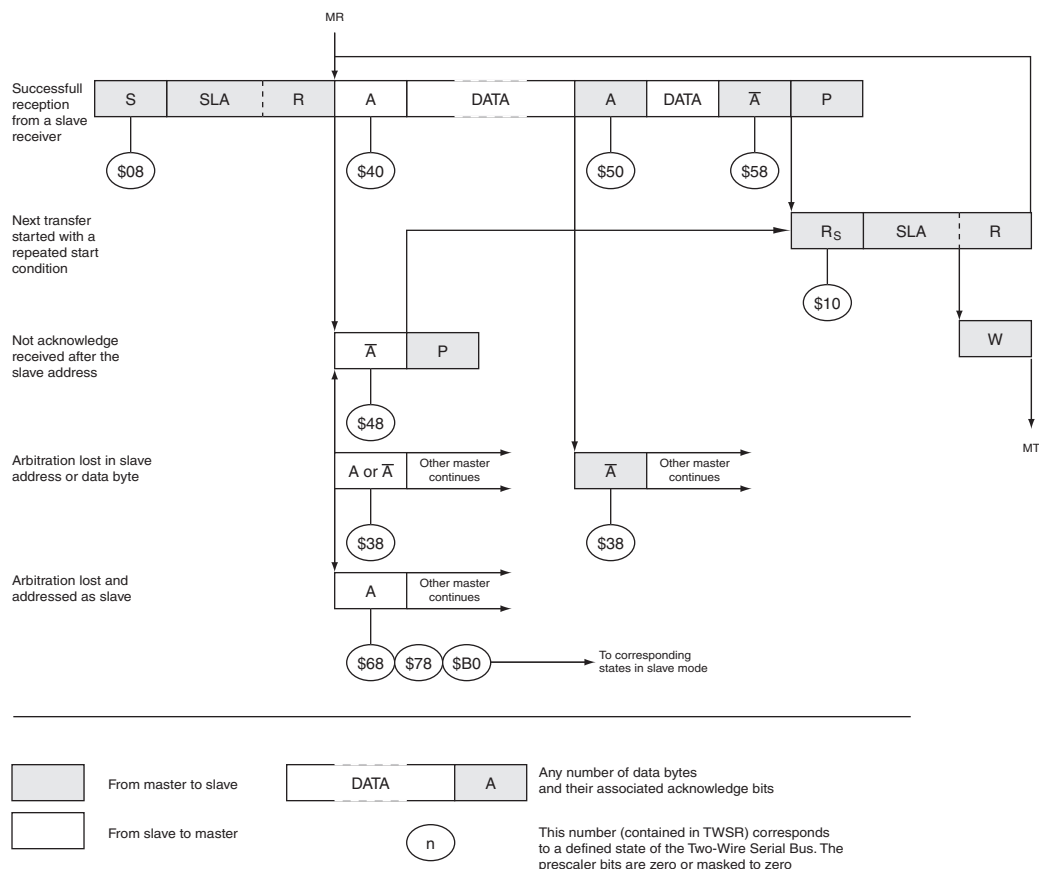 MR
Successfull
reception
from a slave
receiver
S SLA R A DATA A DATA A̅ P
$08 $40 $50 $58
Next transfer
started with a
repeated start
condition
RS SLA R
$10
Not acknowledge
received after the
slave address
A̅ P
W
$48
MT
Arbitration lost in slave
address or data byte
A or A̅
Other master
continues
A̅
Other master
continues
$38 $38
Arbitration lost and
addressed as slave
A
Other master
continues
$68 $78 $B0
To corresponding
states in slave mode
From master to slave
DATA A
Any number of data bytes
and their associated acknowledge bits
From slave to master
n
This number (contained in TWSR) corresponds
to a defined state of the Two-Wire Serial Bus. The
prescaler bits are zero or masked to zero